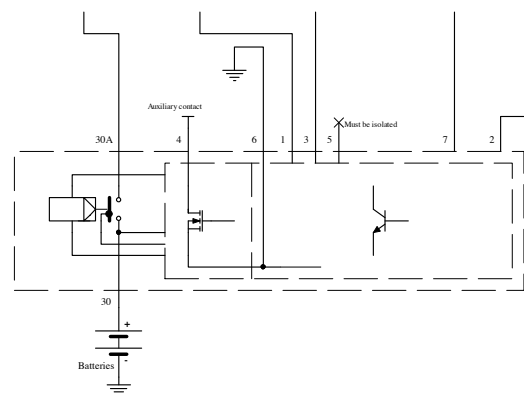 Auxiliary contact
Must be isolated
30A 4 6 1 3 5 7 2
30
+
-
Batteries